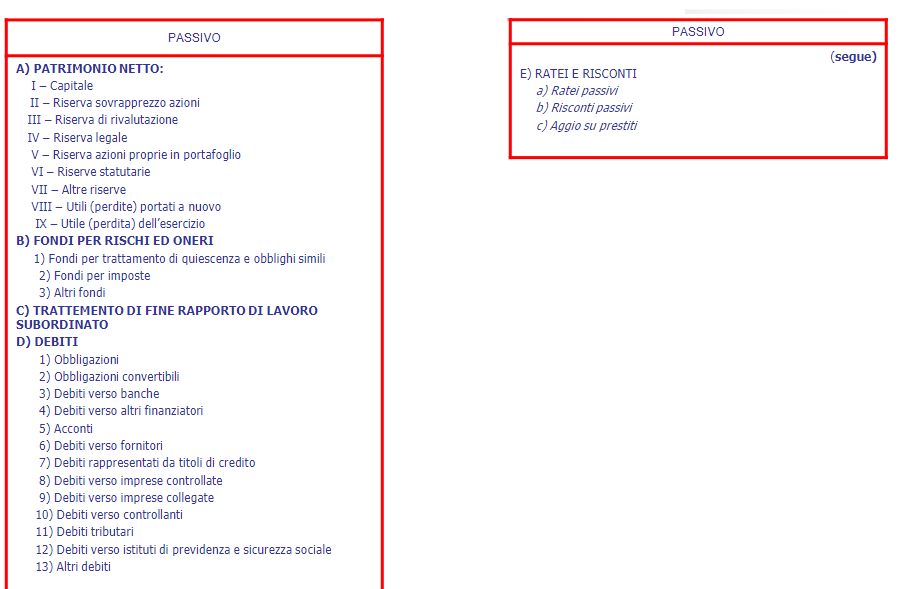 PASSIVO
A) PATRIMONIO NETTO:
I – Capitale
II – Riserva sovrapprezzo azioni
III – Riserva di rivalutazione
IV – Riserva legale
V – Riserva azioni proprie in portafoglio
VI – Riserve statutarie
VII – Altre riserve
VIII – Utili (perdite) portati a nuovo
IX – Utile (perdita) dell'esercizio
B) FONDI PER RISCHI ED ONERI
1) Fondi per trattamento di quiescenza e obblighi simili
2) Fondi per imposte
3) Altri fondi
C) TRATTEMENTO DI FINE RAPPORTO DI LAVORO
SUBORDINATO
D) DEBITI
1) Obbligazioni
2) Obbligazioni convertibili
3) Debiti verso banche
4) Debiti verso altri finanziatori
5) Acconti
6) Debiti verso fornitori
7) Debiti rappresentati da titoli di credito
8) Debiti verso imprese controllate
9) Debiti verso imprese collegate
10) Debiti verso controllanti
11) Debiti tributari
12) Debiti verso istituti di previdenza e sicurezza sociale
13) Altri debiti
PASSIVO
(segue)
E) RATEI E RISCONTI
a) Ratei passivi
b) Risconti passivi
c) Aggio su prestiti